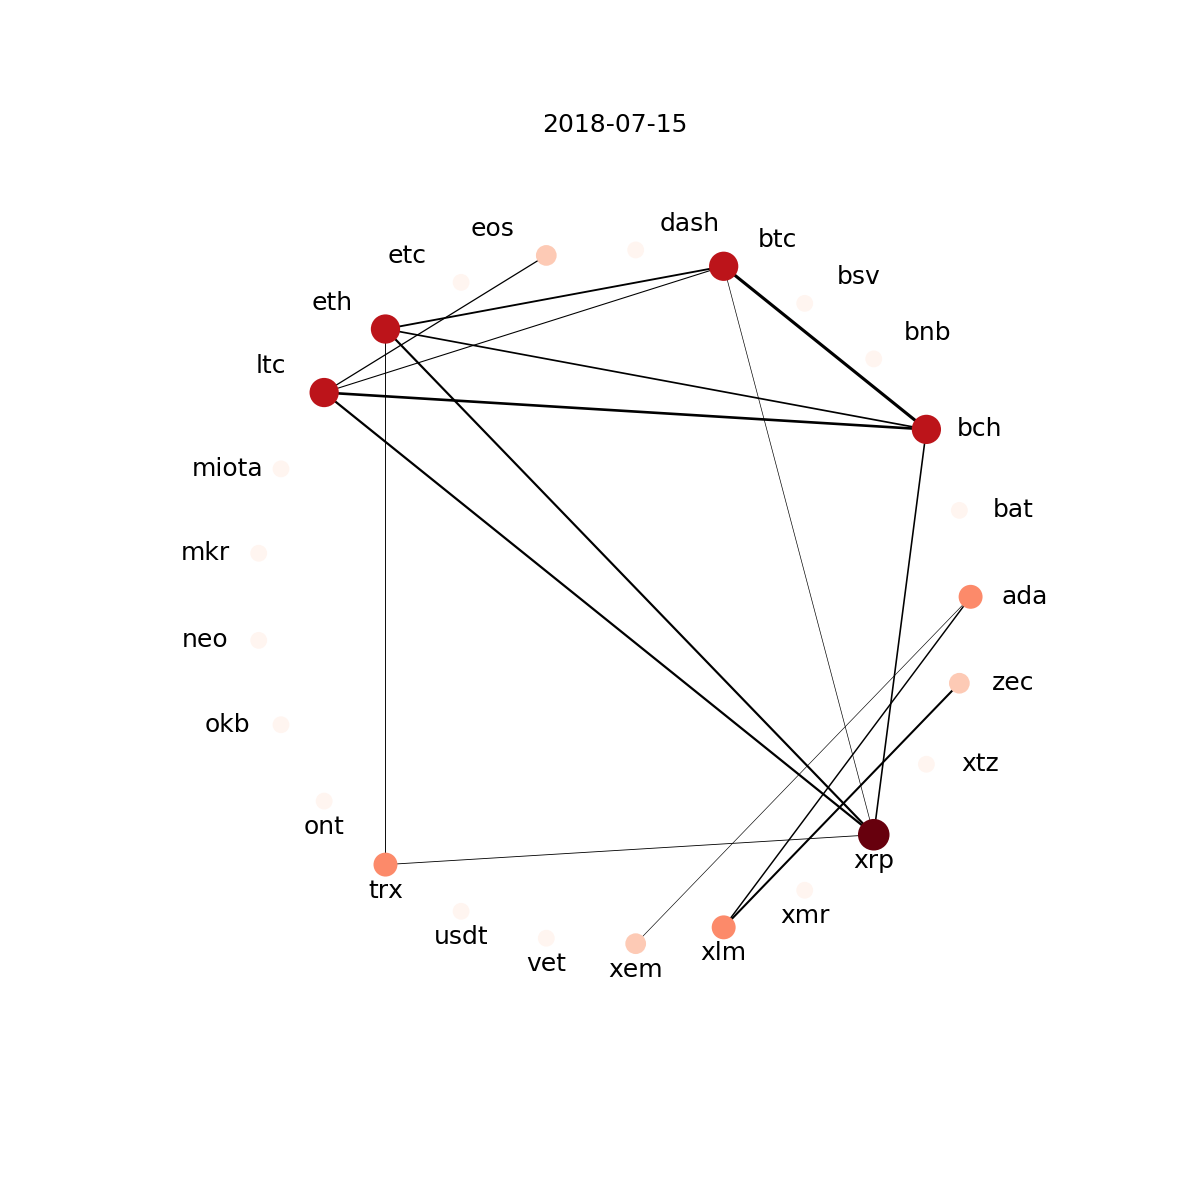 2018-07-15
dash
eos
btc
etc
bsv
eth
bnb
ltc
bch
miota
bat
mkr
ada
neo
zec
okb
xtz
ont
xrp
trx
xmr
usdt
xlm
vet
xem